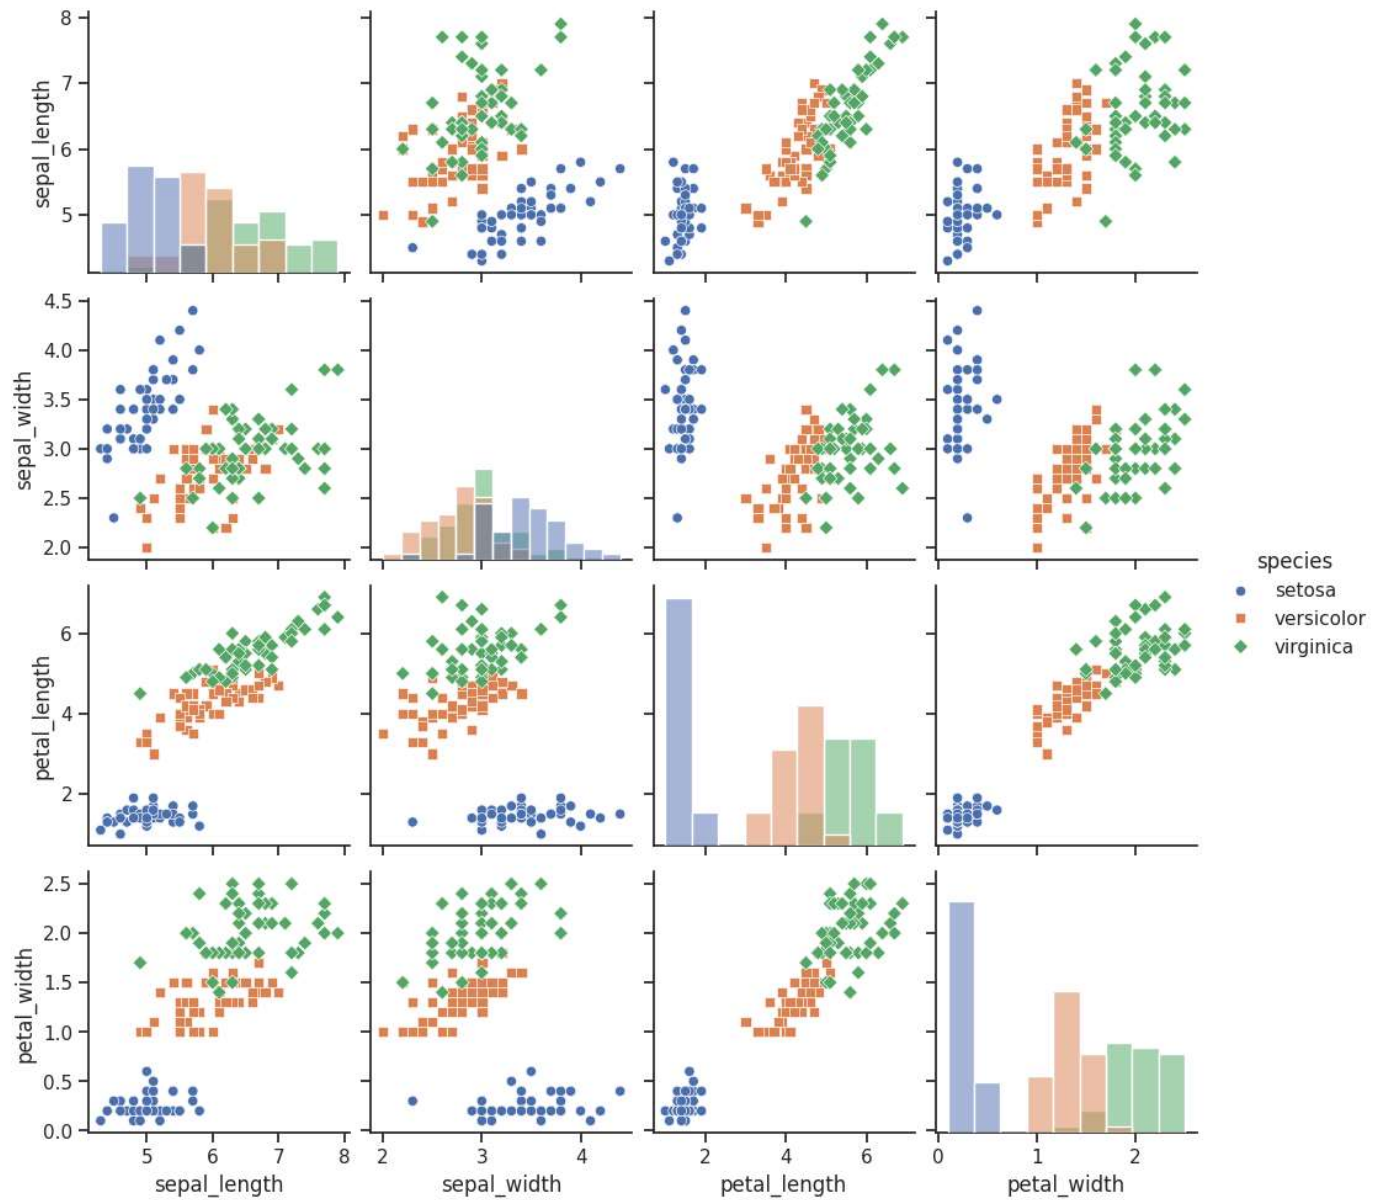 8
7
6
5
sepal_length
4.5
4.0
3.5
3.0
2.5
2.0
sepal_width
6
4
2
petal_length
species
setosa
versicolor
virginica
2.5
2.0
1.5
1.0
0.5
0.0
petal_width
5 6 7 8
sepal_length
2 3 4
sepal_width
2 4 6
petal_length
0 1 2
petal_width